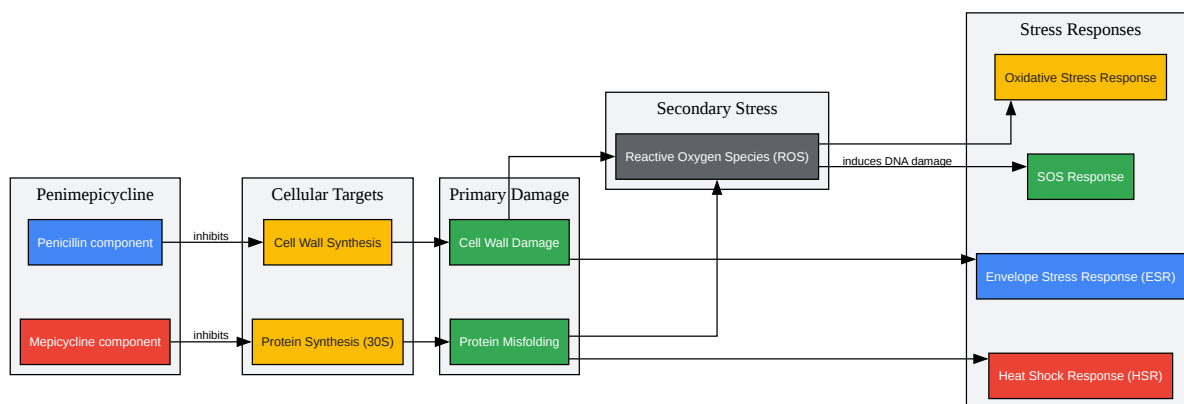 Penimepicycline
Penicillin component
Mepicycline component
inhibits
inhibits
Cellular Targets
Cell Wall Synthesis
Protein Synthesis (30S)
Primary Damage
Cell Wall Damage
Protein Misfolding
Secondary Stress
Reactive Oxygen Species (ROS)
induces DNA damage
Stress Responses
Oxidative Stress Response
SOS Response
Envelope Stress Response (ESR)
Heat Shock Response (HSR)